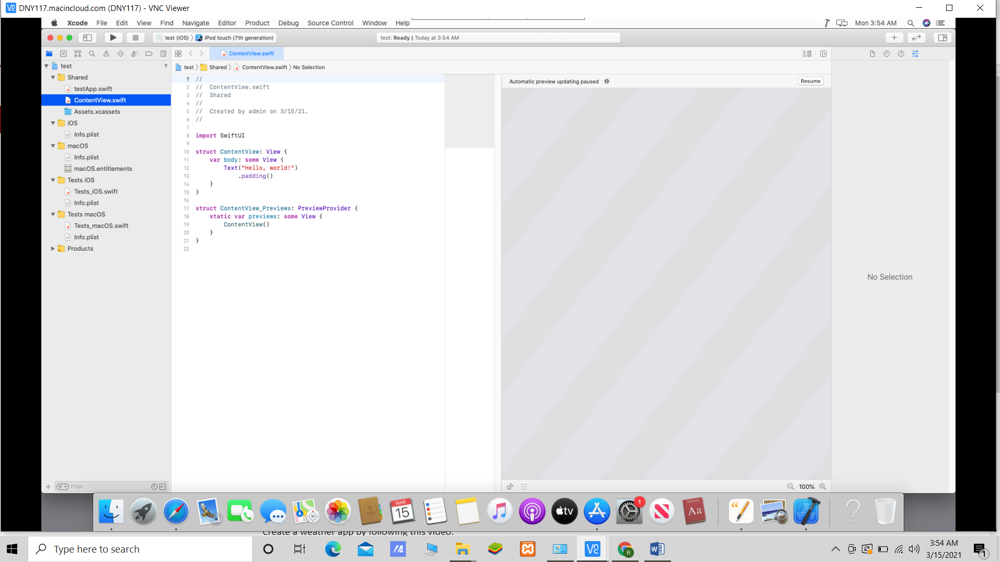 DNY117.macincloud.com (DNY117) - VNC Viewer
Xcode File Edit View Find Navigate Editor Product Debug Source Control Window Help
Mon 3:54 AM
test (iOS) iPod touch (7th generation)
test: Ready | Today at 3:54 AM
ContentView.swift
test Shared ContentView.swift No Selection
test ?
Shared
testApp.swift
ContentView.swift
Assets.xcassets
iOS
Info.plist
macOS
Info.plist
macOS.entitlements
Tests iOS
Tests_iOS.swift
Info.plist
Tests macOS
Tests_macOS.swift
Info.plist
Products
Filter
1 //
2 //  ContentView.swift
3 //  Shared
4 //
5 //  Created by admin on 3/15/21.
6 //
7
8 import SwiftUI
9
10 struct ContentView: View {
11     var body: some View {
12         Text("Hello, world!")
13             .padding()
14     }
15 }
16
17 struct ContentView_Previews: PreviewProvider {
18     static var previews: some View {
19         ContentView()
20     }
21 }
22
Automatic preview updating paused
Resume
100%
No Selection
MAR
15
3D
tv
1
Dictionary
Aa
Create a weather app by following this video:
Type here to search
R
3:54 AM
3/15/2021
1